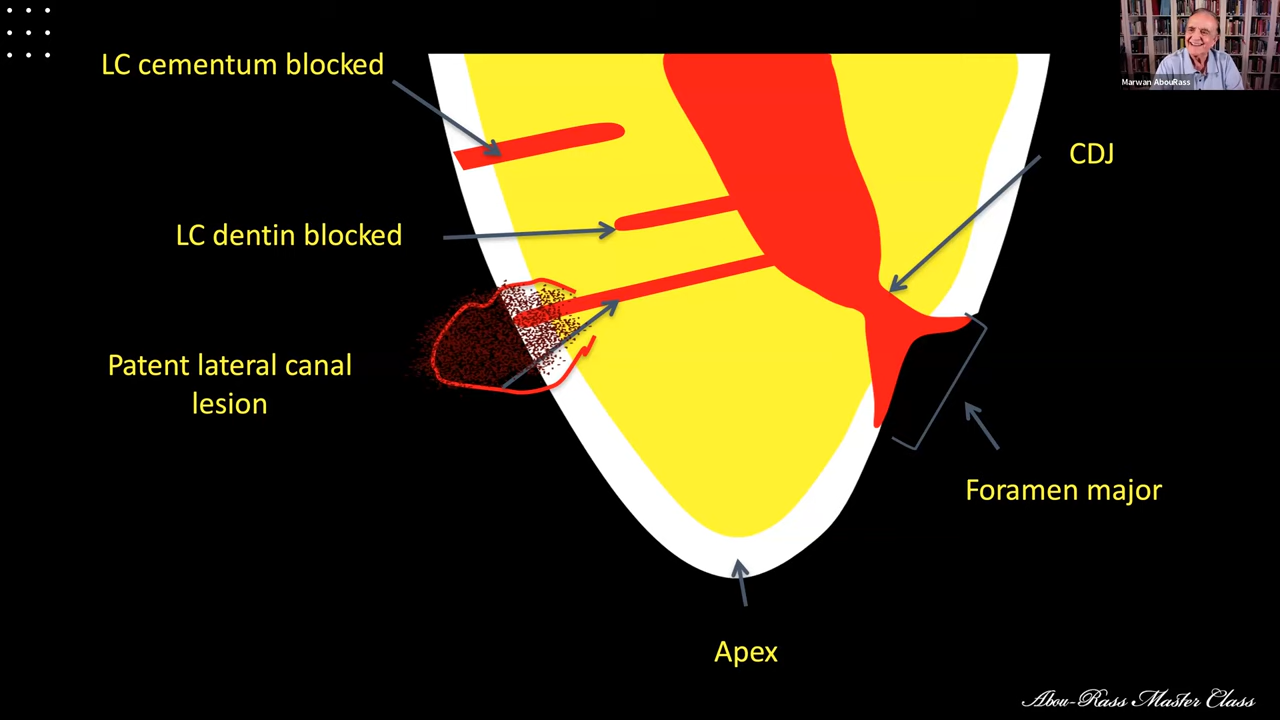 LC cementum blocked
Marwan AbouRass
CDJ
LC dentin blocked
Patent lateral canal
lesion
Foramen major
Apex
Abou-Rass Master Class